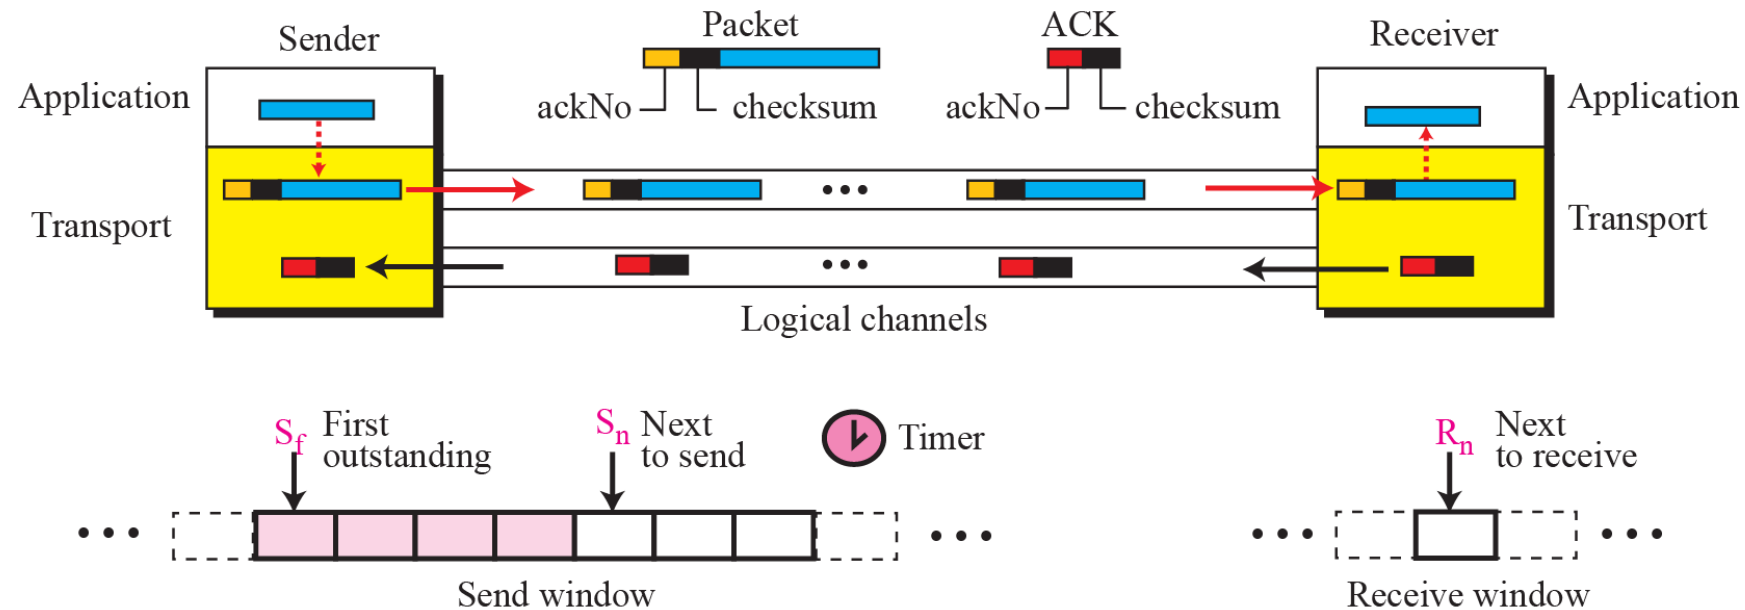 Sender
Packet
ACK
Receiver
ackNo
checksum
ackNo
checksum
Application
Application
Transport
Transport
Logical channels
Sf First
outstanding
Sn Next
to send
Timer
Rn Next
to receive
Send window
Receive window